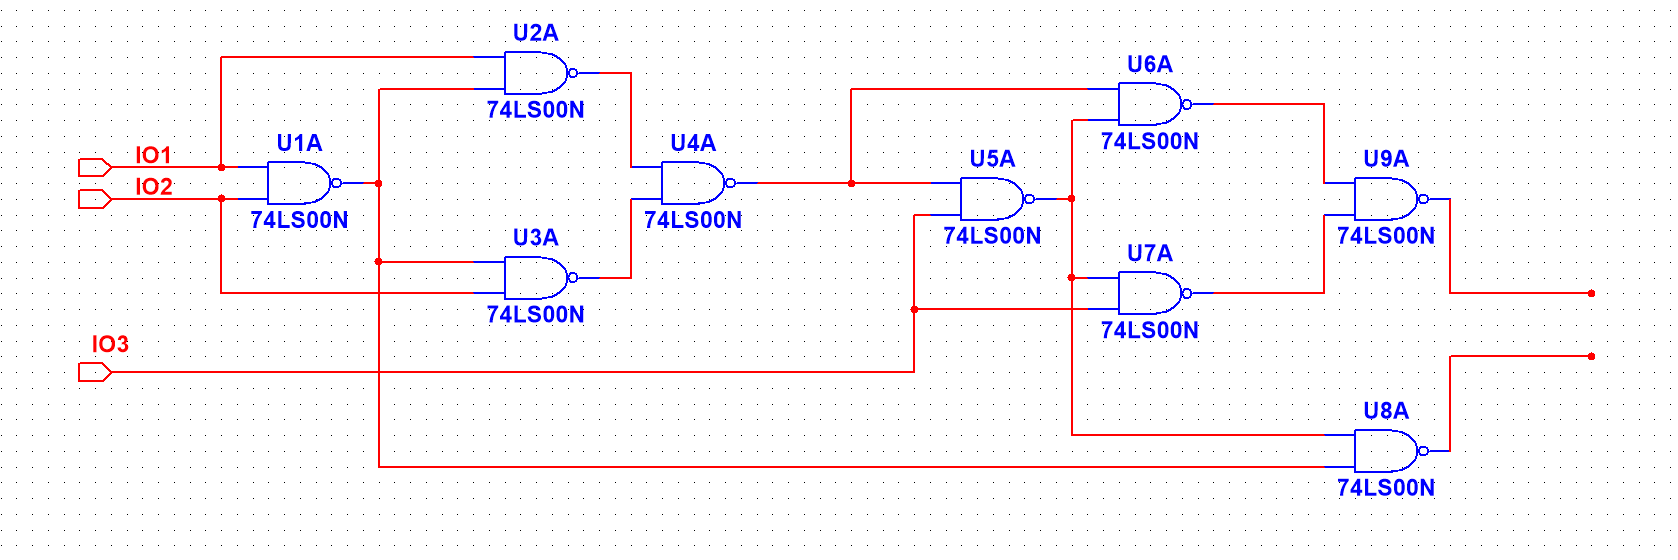 U2A
74LS00N
U6A
74LS00N
IO1
IO2
U1A
74LS00N
U4A
74LS00N
U5A
74LS00N
U9A
74LS00N
U3A
74LS00N
U7A
74LS00N
IO3
U8A
74LS00N